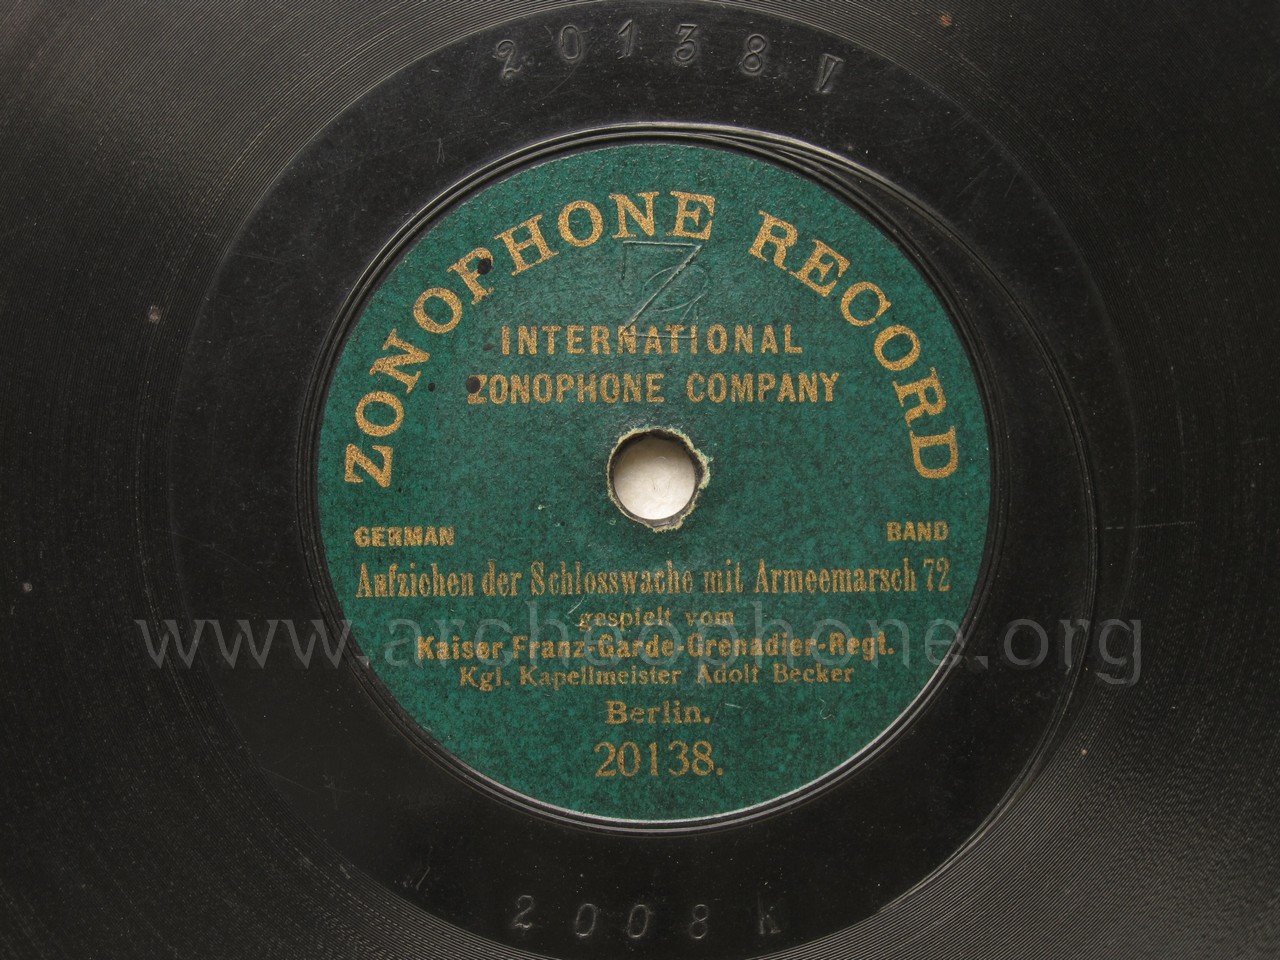 20138 V
ZONOPHONE RECORD
Z
INTERNATIONAL
ZONOPHONE COMPANY
GERMAN BAND
Aufziehen der Schlosswache mit Armeemarsch 72
gespielt vom
Kaiser Franz-Garde-Grenadier-Regt.
Kgl. Kapellmeister Adolf Becker
Berlin.
20138.
www.archeophone.org
2008 K